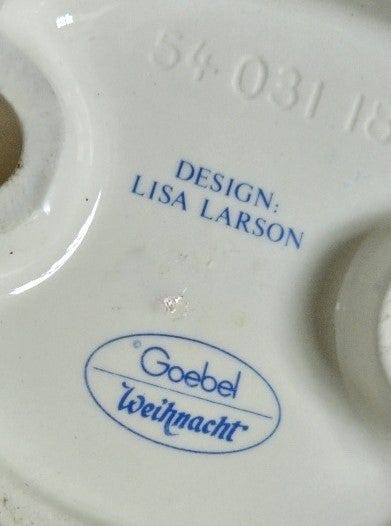 54 031 18
DESIGN:
LISA LARSON
© Goebel
Weihnacht